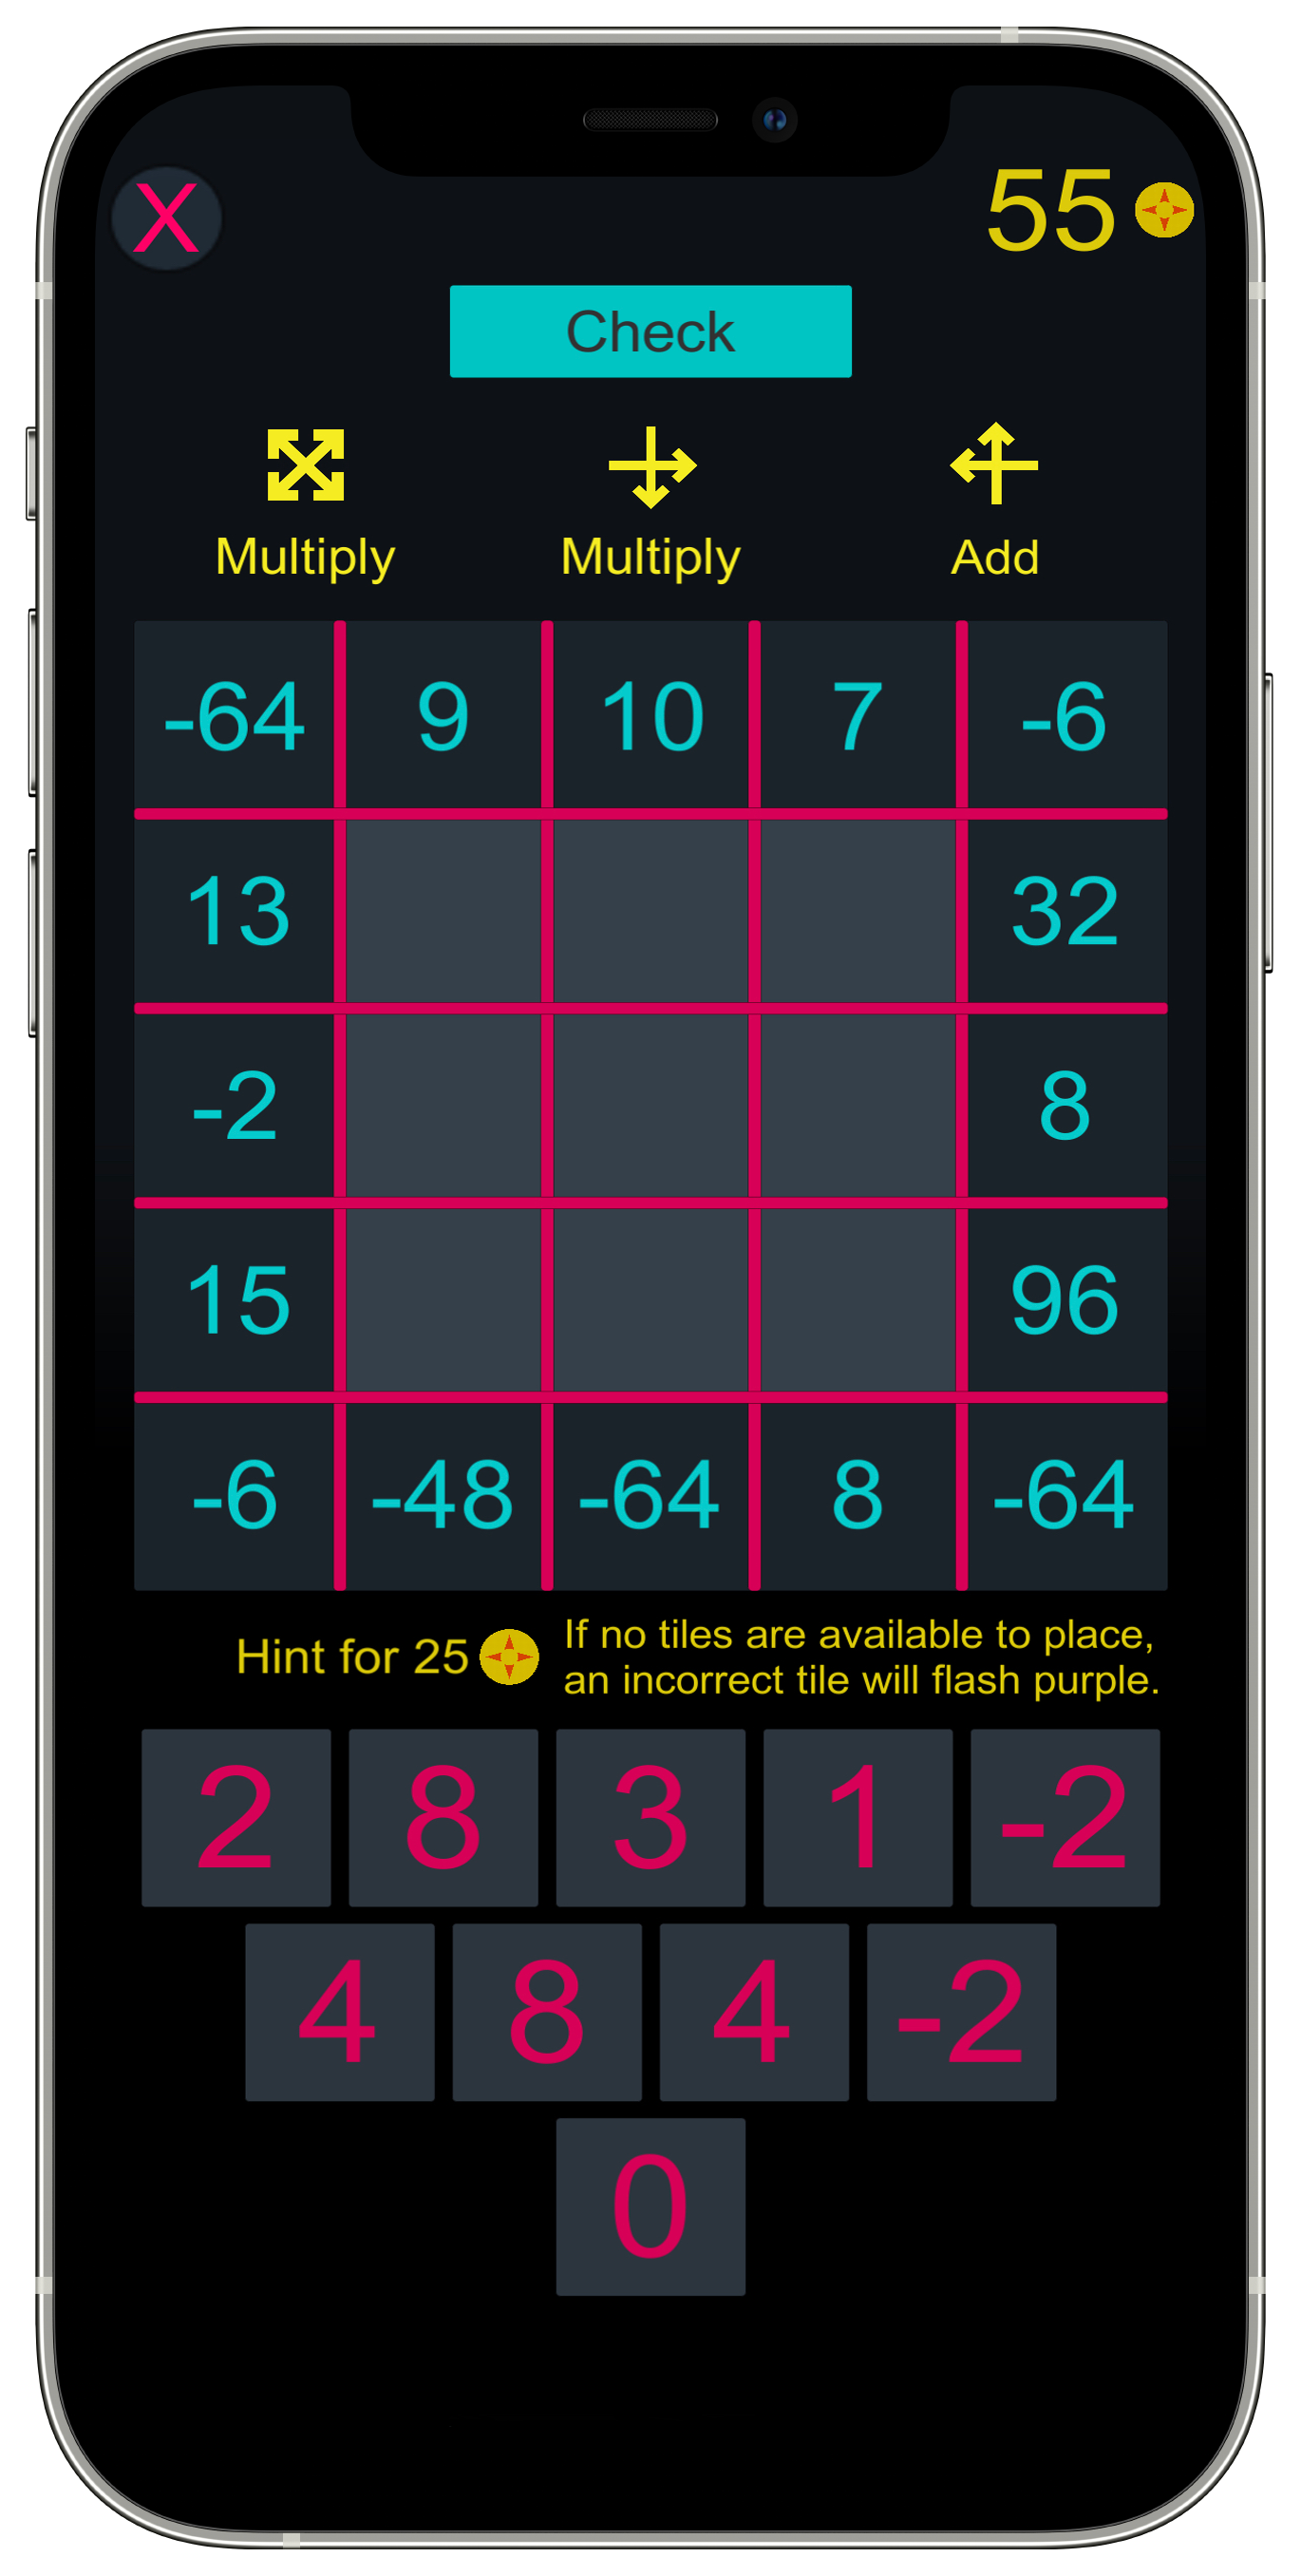 X
55
Check
Multiply Multiply Add
-64 9 10 7 -6
13 32
-2 8
15 96
-6 -48 -64 8 -64
Hint for 25
If no tiles are available to place,
an incorrect tile will flash purple.
2 8 3 1 -2
4 8 4 -2
0